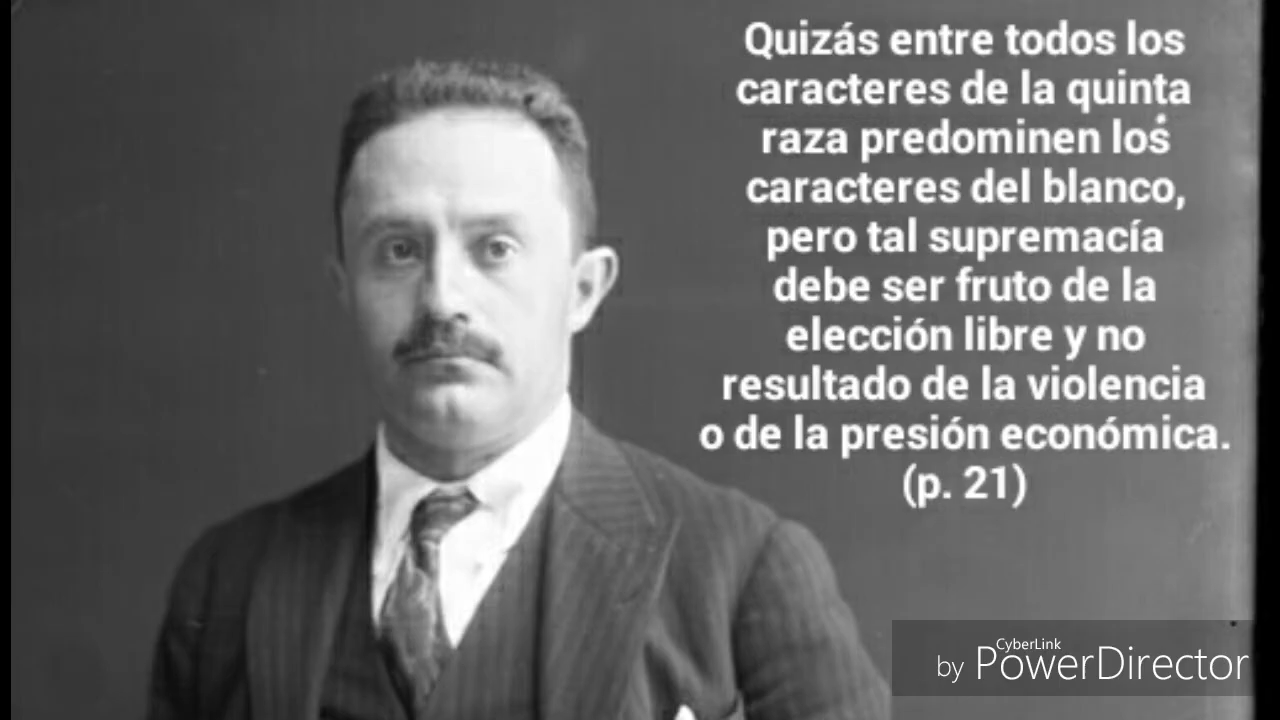 Quizás entre todos los
caracteres de la quinta
raza predominen los
caracteres del blanco,
pero tal supremacía
debe ser fruto de la
elección libre y no
resultado de la violencia
o de la presión económica.
(p. 21)
CyberLink
by PowerDirector